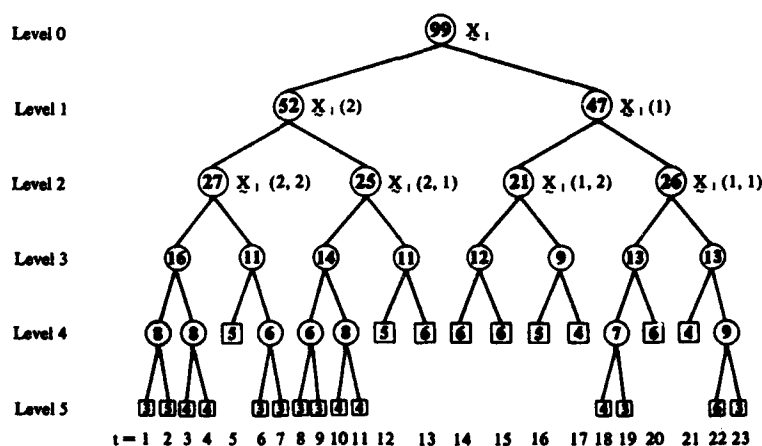 Level 0 99 X₁
Level 1 52 X₁ (2) 47 X₁ (1)
Level 2 27 X₁ (2, 2) 25 X₁ (2, 1) 21 X₁ (1, 2) 26 X₁ (1, 1)
Level 3 16 11 14 11 12 9 13 13
Level 4 8 8 5 6 6 8 5 6 6 6 5 4 7 6 4 9
Level 5 3 4 4 3 3 3 3 4 4 4 3 6 3
t = 1 2 3 4 5 6 7 8 9 10 11 12 13 14 15 16 17 18 19 20 21 22 23